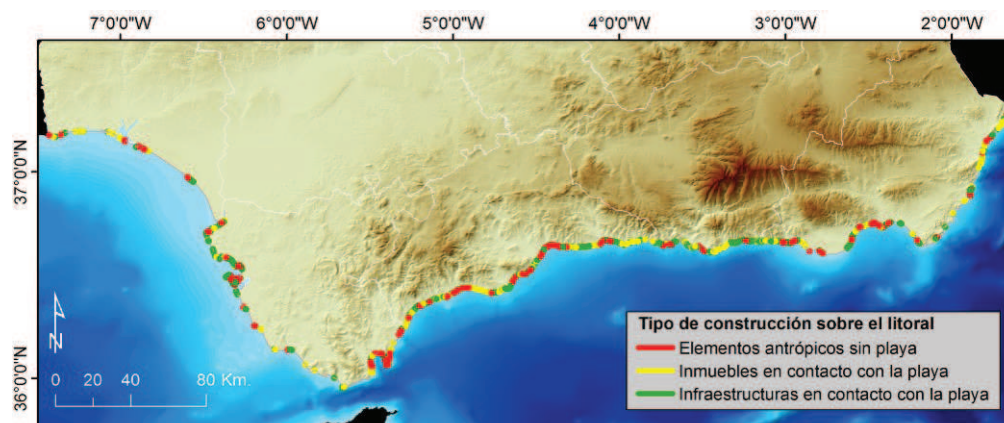 7°0'0"W 6°0'0"W 5°0'0"W 4°0'0"W 3°0'0"W 2°0'0"W
37°0'0"N
36°0'0"N
N
0 20 40 80 Km.
Tipo de construcción sobre el litoral
Elementos antrópicos sin playa
Inmuebles en contacto con la playa
Infraestructuras en contacto con la playa